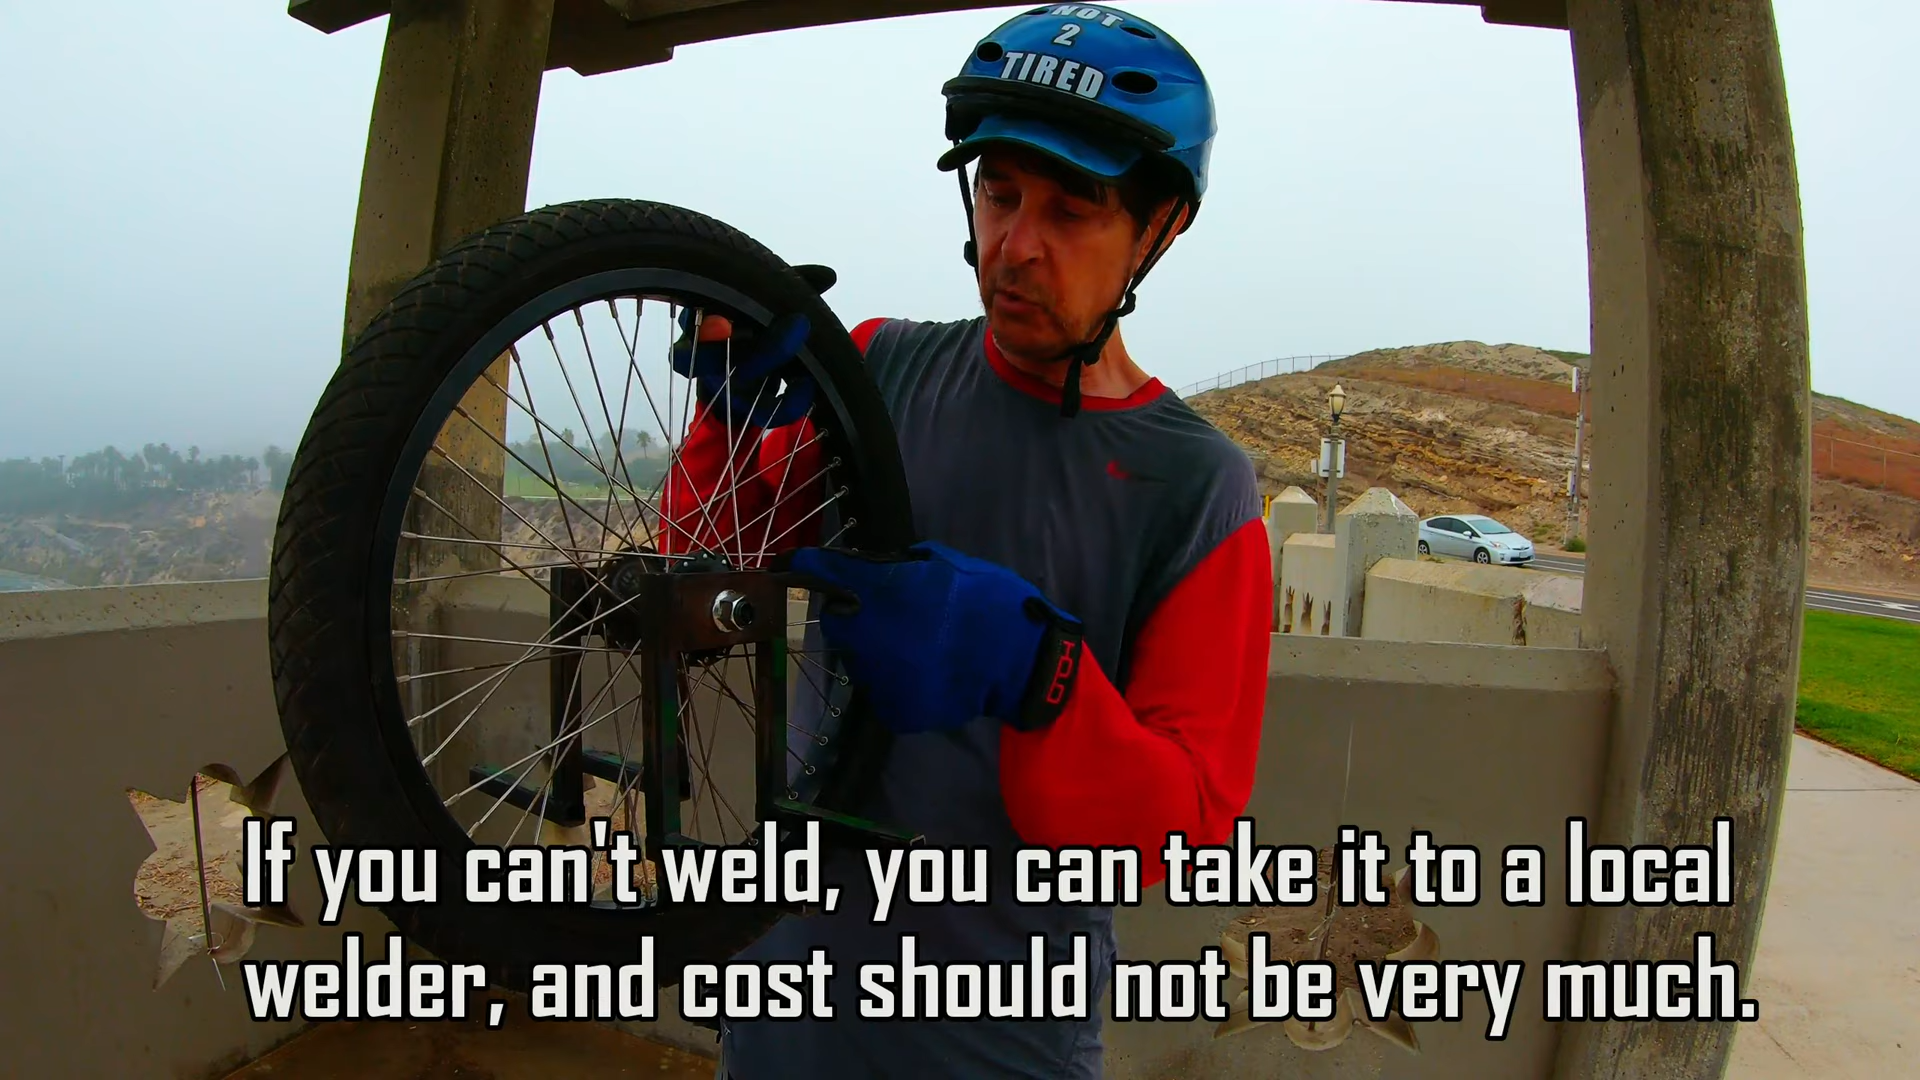 NOT
2
TIRED
If you can't weld, you can take it to a local
welder, and cost should not be very much.